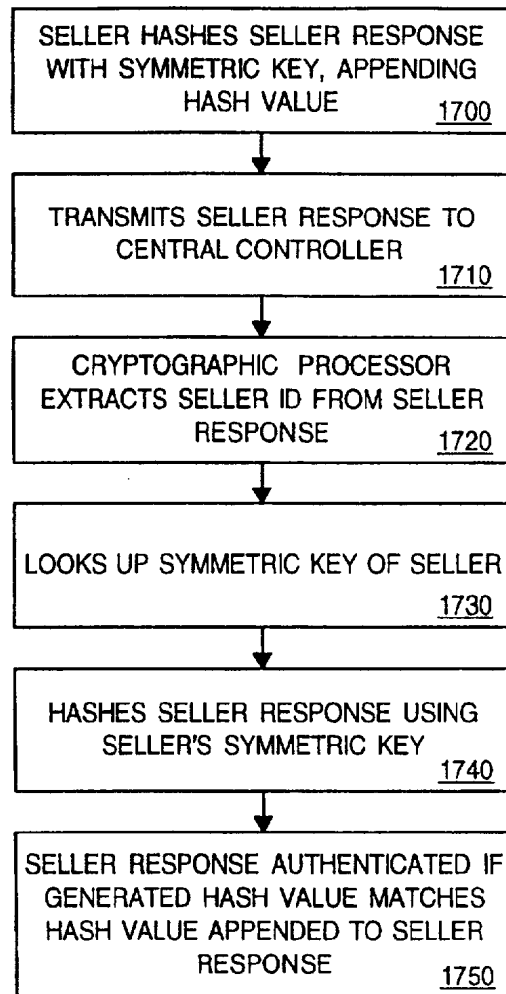 SELLER HASHES SELLER RESPONSE
WITH SYMMETRIC KEY, APPENDING
HASH VALUE
1700
TRANSMITS SELLER RESPONSE TO
CENTRAL CONTROLLER
1710
CRYPTOGRAPHIC PROCESSOR
EXTRACTS SELLER ID FROM SELLER
RESPONSE
1720
LOOKS UP SYMMETRIC KEY OF SELLER
1730
HASHES SELLER RESPONSE USING
SELLER'S SYMMETRIC KEY
1740
SELLER RESPONSE AUTHENTICATED IF
GENERATED HASH VALUE MATCHES
HASH VALUE APPENDED TO SELLER
RESPONSE
1750